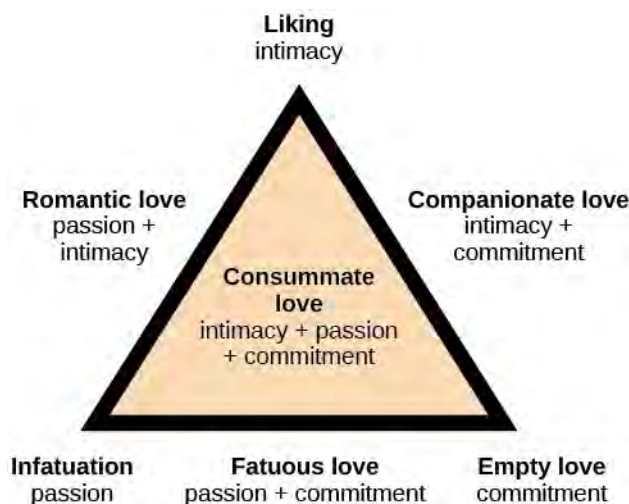 Liking
intimacy
Romantic love
passion +
intimacy
Companionate love
intimacy +
commitment
Consummate
love
intimacy + passion
+ commitment
Infatuation
passion
Fatuous love
passion + commitment
Empty love
commitment